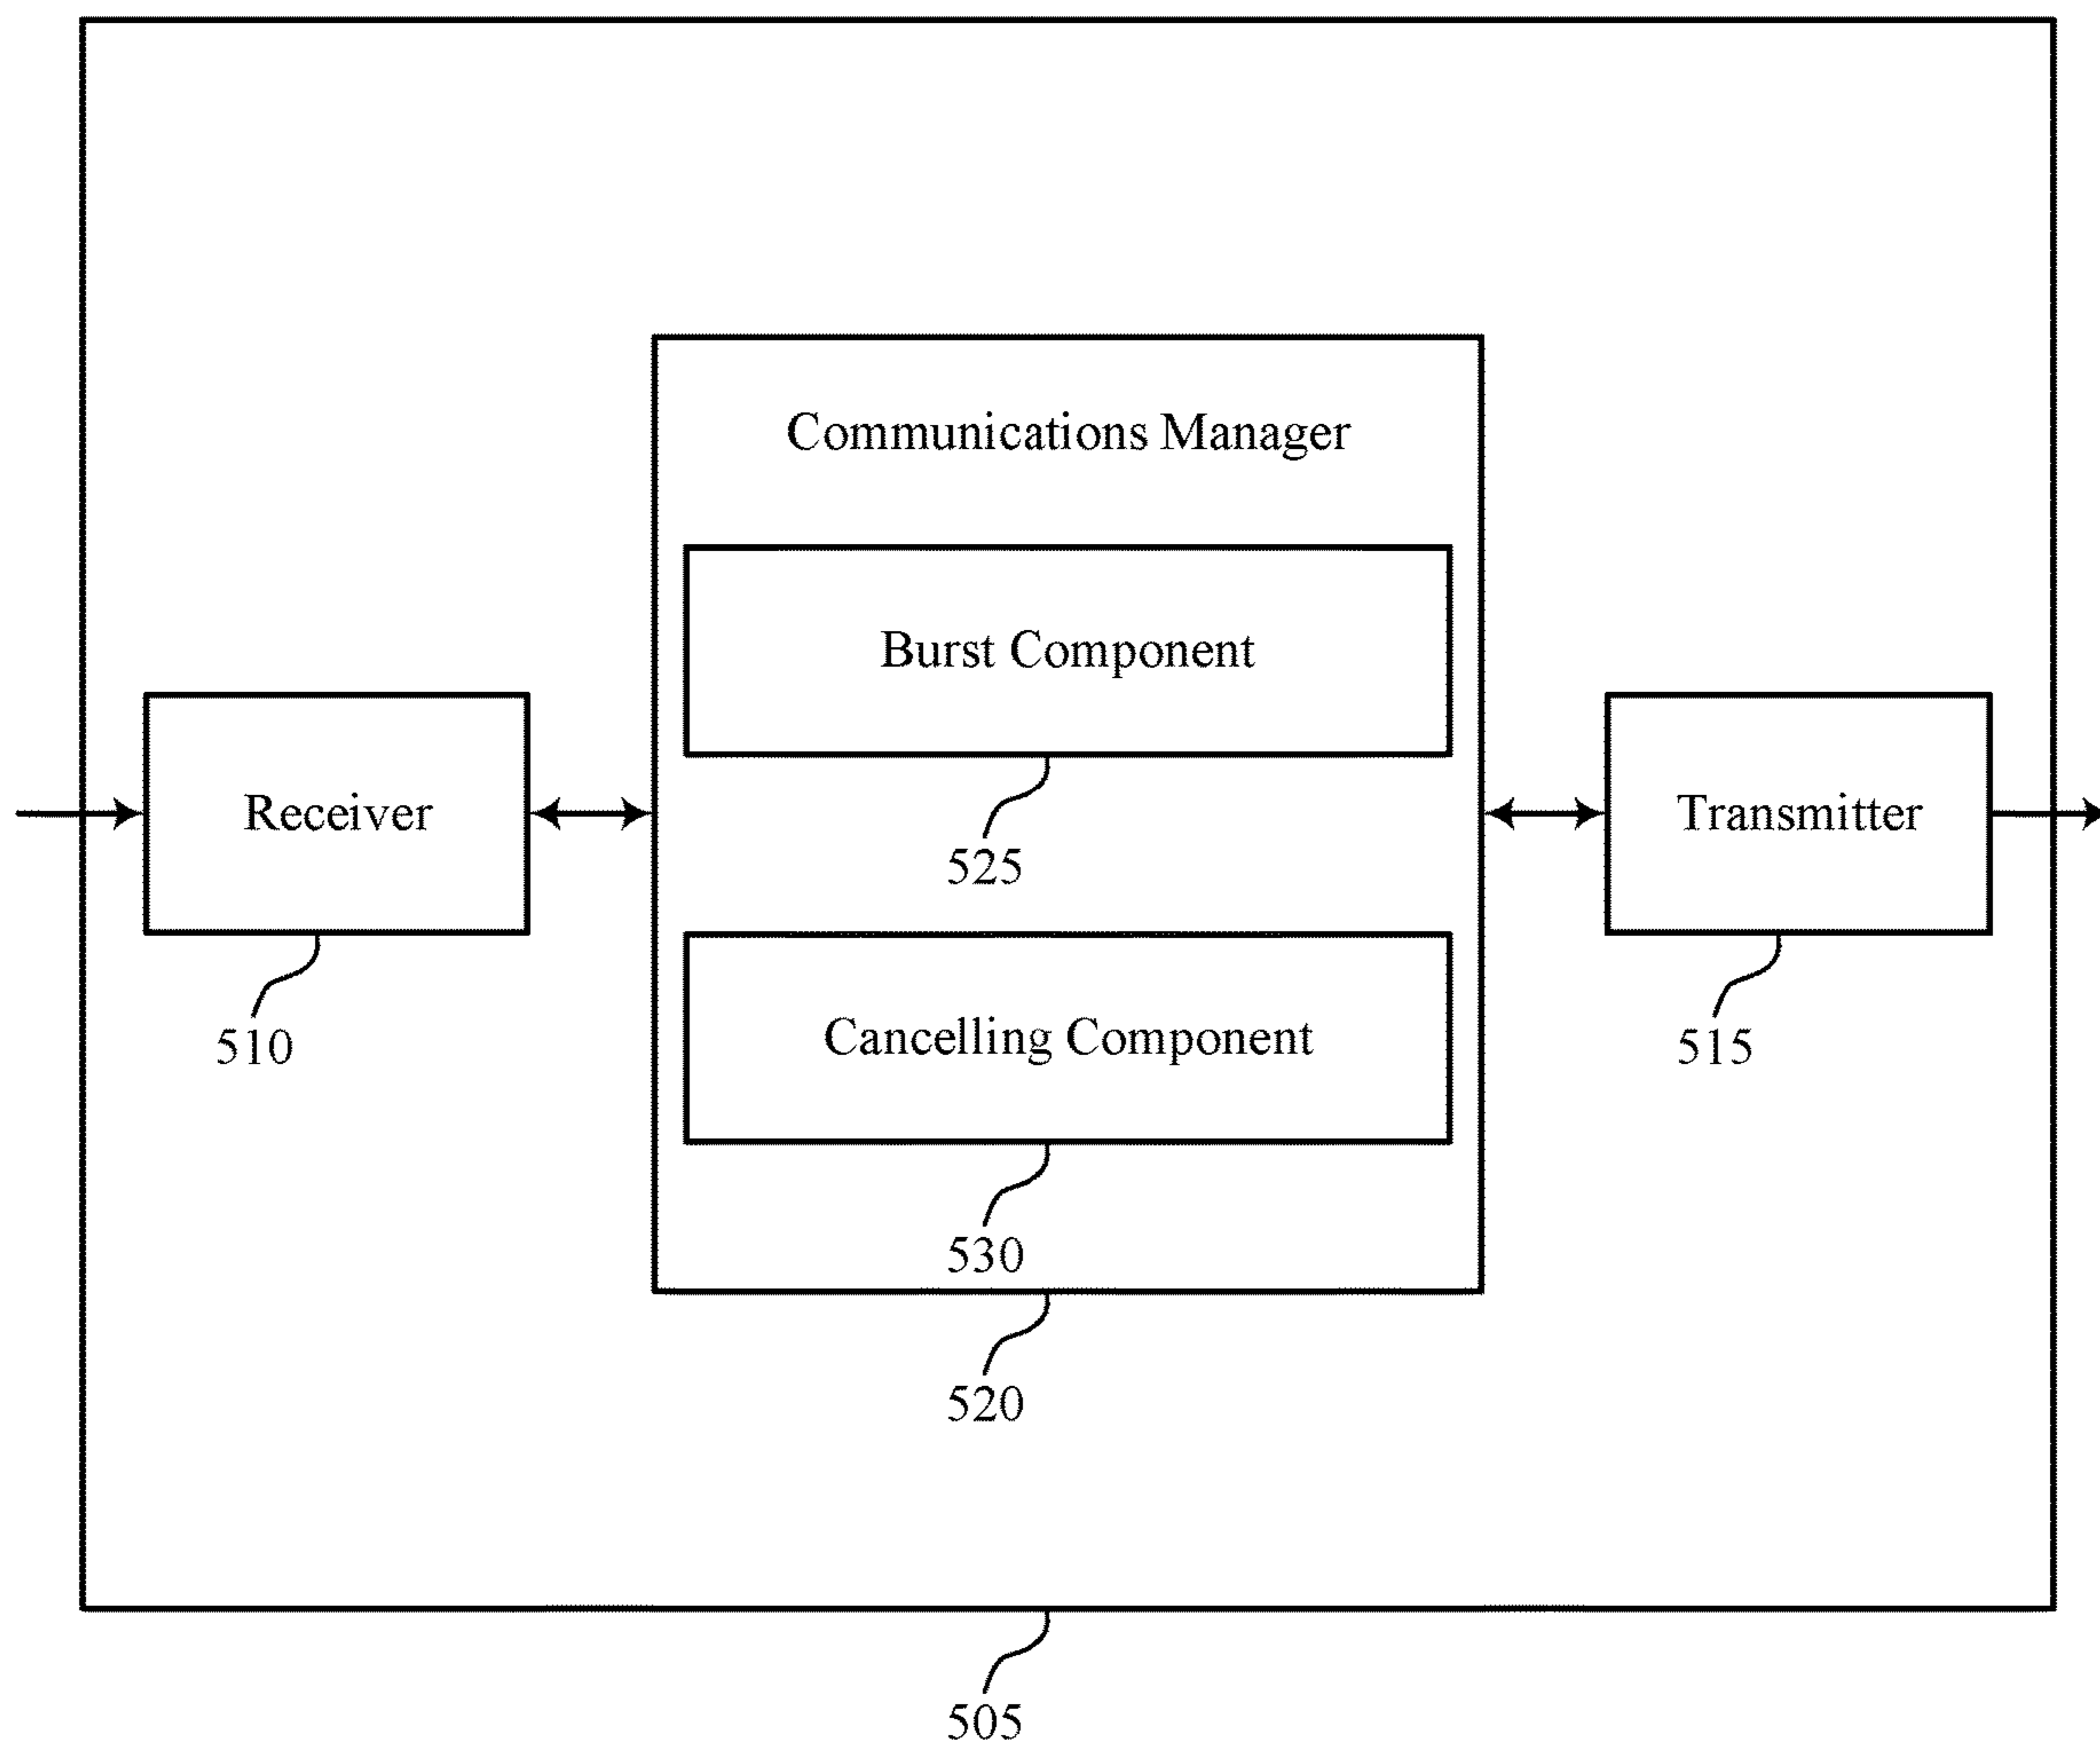 Communications Manager
Burst Component
525
Receiver
510
Transmitter
515
Cancelling Component
530
520
505